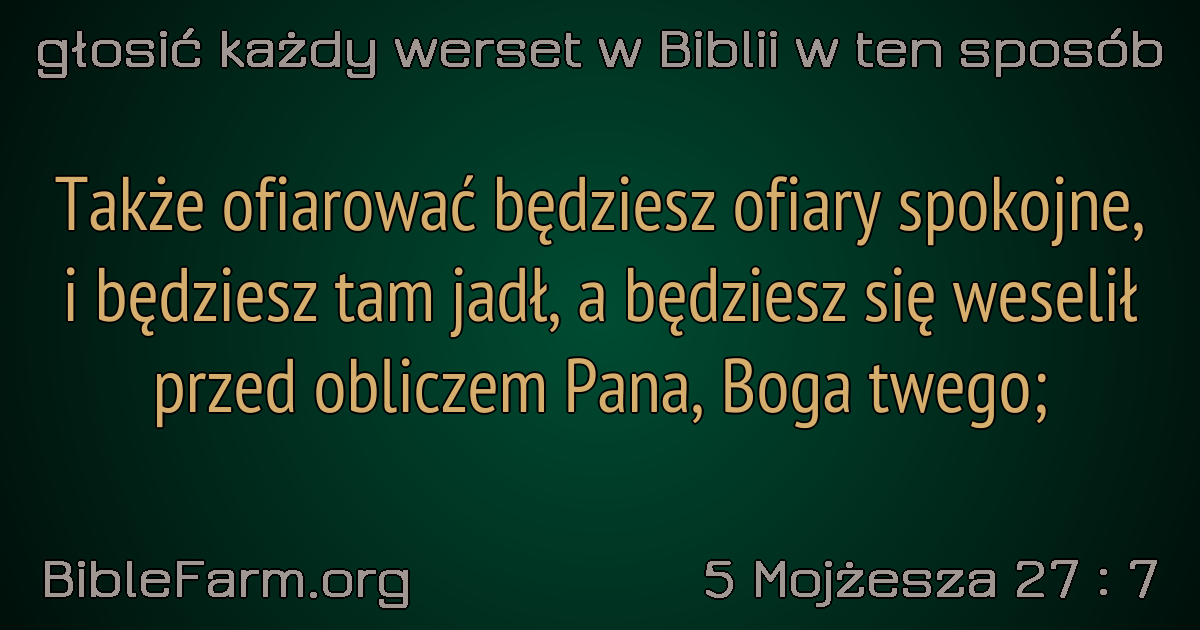 głosić każdy werset w Biblii w ten sposób
Także ofiarować będziesz ofiary spokojne,
i będziesz tam jadł, a będziesz się weselił
przed obliczem Pana, Boga twego;
BibleFarm.org
5 Mojżesza 27 : 7